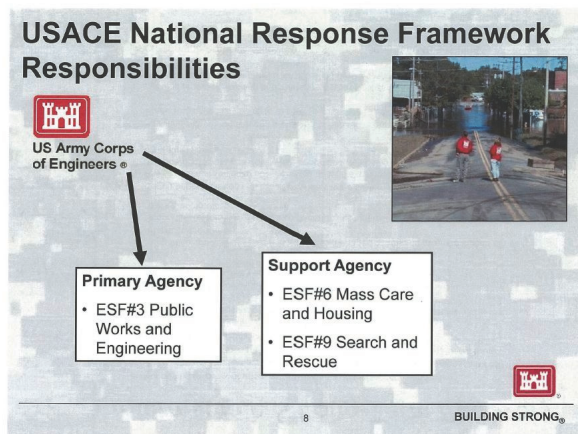 USACE National Response Framework
Responsibilities
US Army Corps
of Engineers ®
Primary Agency
• ESF#3 Public
Works and
Engineering
Support Agency
• ESF#6 Mass Care
and Housing
• ESF#9 Search and
Rescue
®
8
BUILDING STRONG®